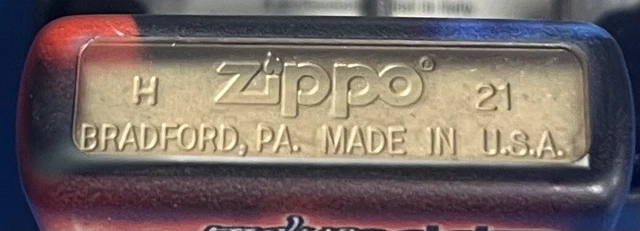 H zippo® 21
BRADFORD, PA. MADE IN U.S.A.